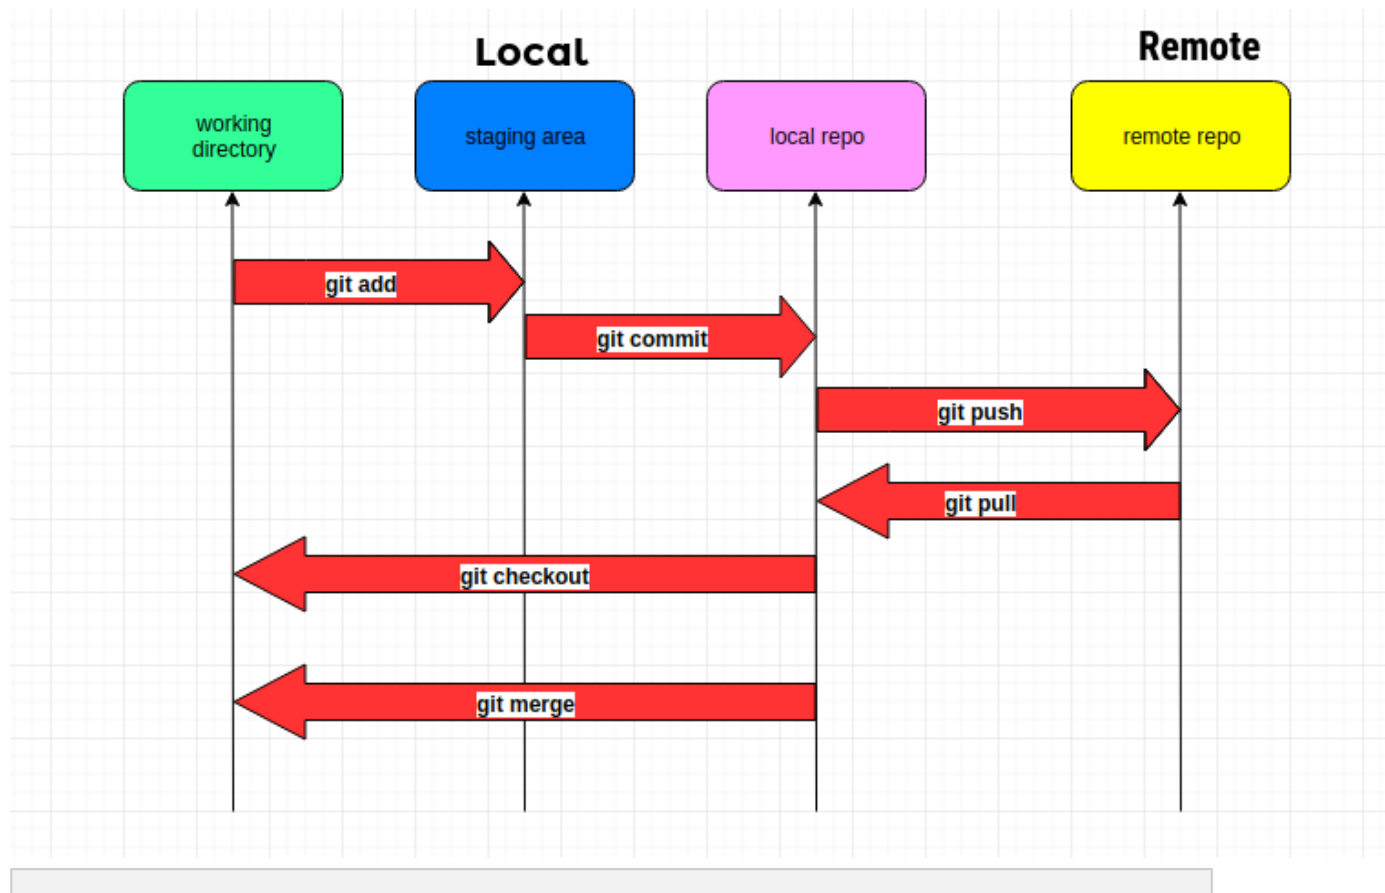 Local
Remote
working
directory
staging area
local repo
remote repo
git add
git commit
git push
git pull
git checkout
git merge